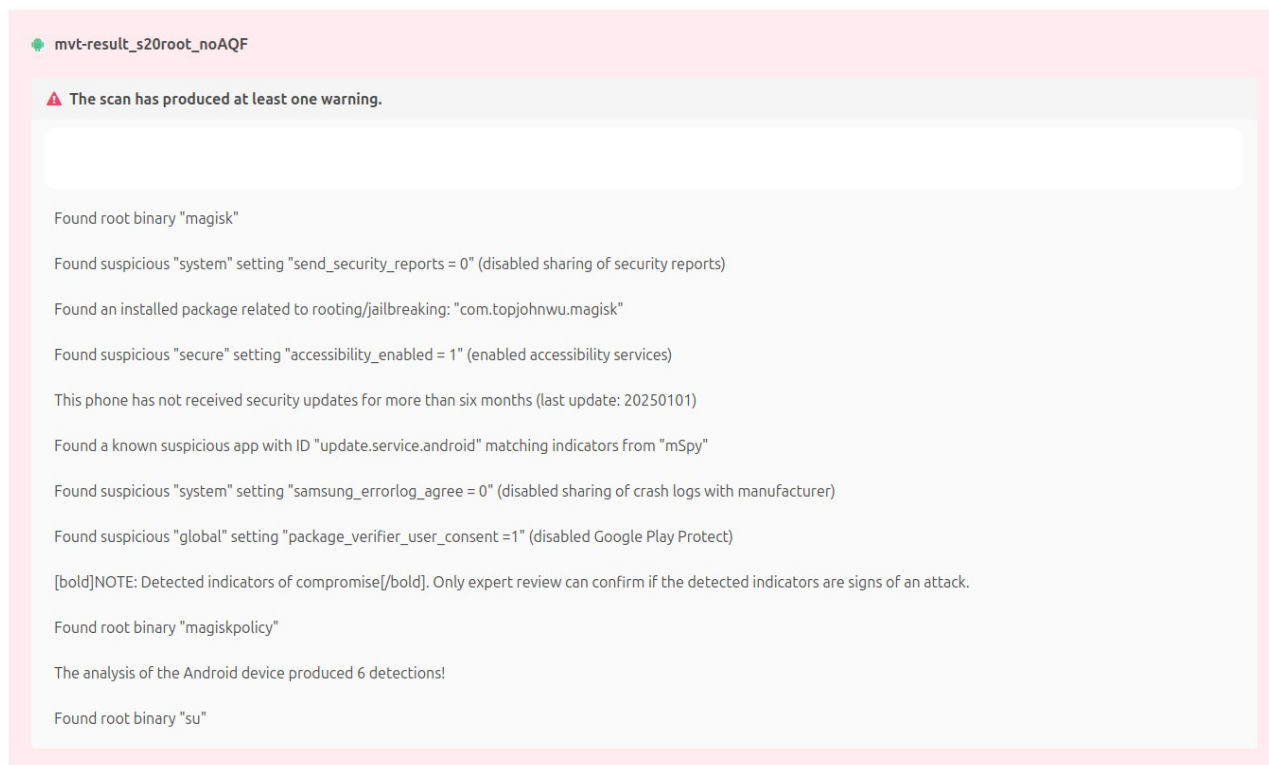 mvt-result_s20root_noAQF
The scan has produced at least one warning.
Found root binary "magisk"
Found suspicious "system" setting "send_security_reports = 0" (disabled sharing of security reports)
Found an installed package related to rooting/jailbreaking: "com.topjohnwu.magisk"
Found suspicious "secure" setting "accessibility_enabled = 1" (enabled accessibility services)
This phone has not received security updates for more than six months (last update: 20250101)
Found a known suspicious app with ID "update.service.android" matching indicators from "mSpy"
Found suspicious "system" setting "samsung_errorlog_agree = 0" (disabled sharing of crash logs with manufacturer)
Found suspicious "global" setting "package_verifier_user_consent =1" (disabled Google Play Protect)
[bold]NOTE: Detected indicators of compromise[/bold]. Only expert review can confirm if the detected indicators are signs of an attack.
Found root binary "magiskpolicy"
The analysis of the Android device produced 6 detections!
Found root binary "su"